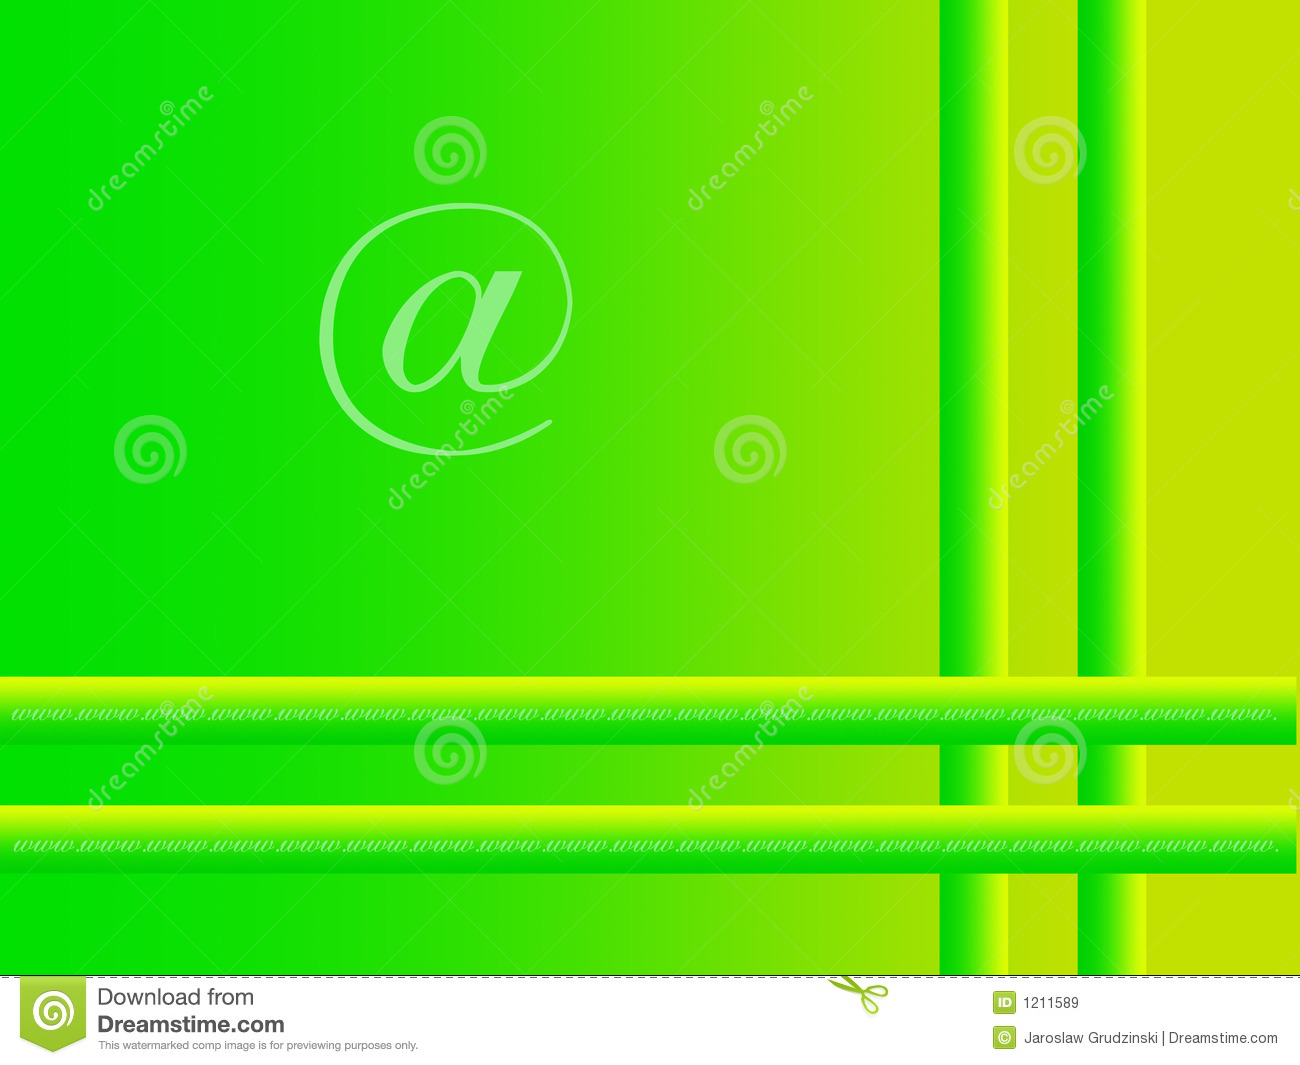 dreamstime
dreamstime
@
dreamstime
dreamstime
www.www.www.www.www.www.www.www.www.www.www.www.www.www.www.www.www.www.www.
dreamstime
dreamstime
www.www.www.www.www.www.www.www.www.www.www.www.www.www.www.www.www.www.www.
Download from
Dreamstime.com
This watermarked comp image is for previewing purposes only.
ID 1211589
© Jaroslaw Grudzinski | Dreamstime.com